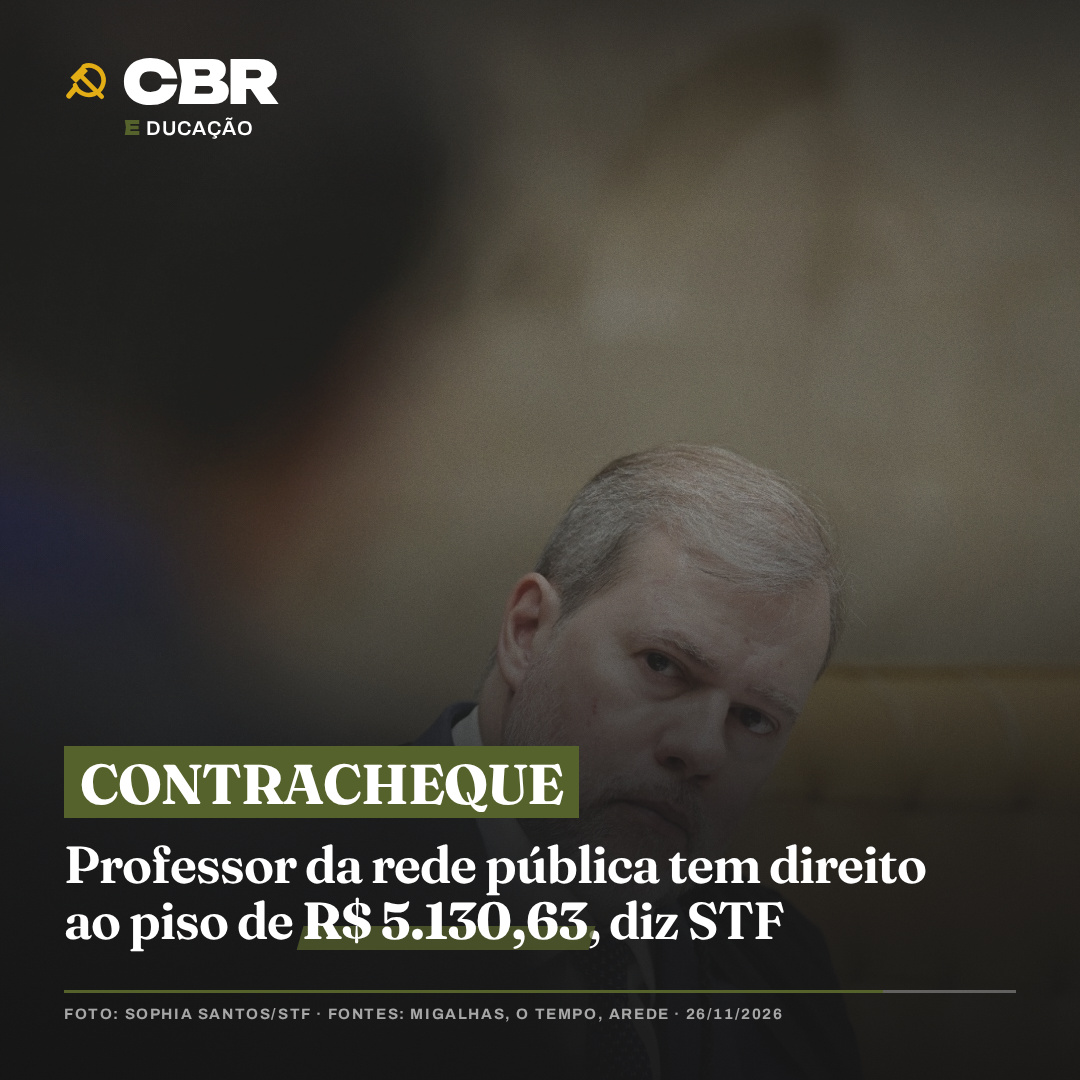 CBR
EDUCAÇÃO
CONTRACHEQUE
Professor da rede pública tem direito
ao piso de R$ 5.130,63, diz STF
FOTO: SOPHIA SANTOS/STF · FONTES: MIGALHAS, O TEMPO, AREDE · 26/11/2026